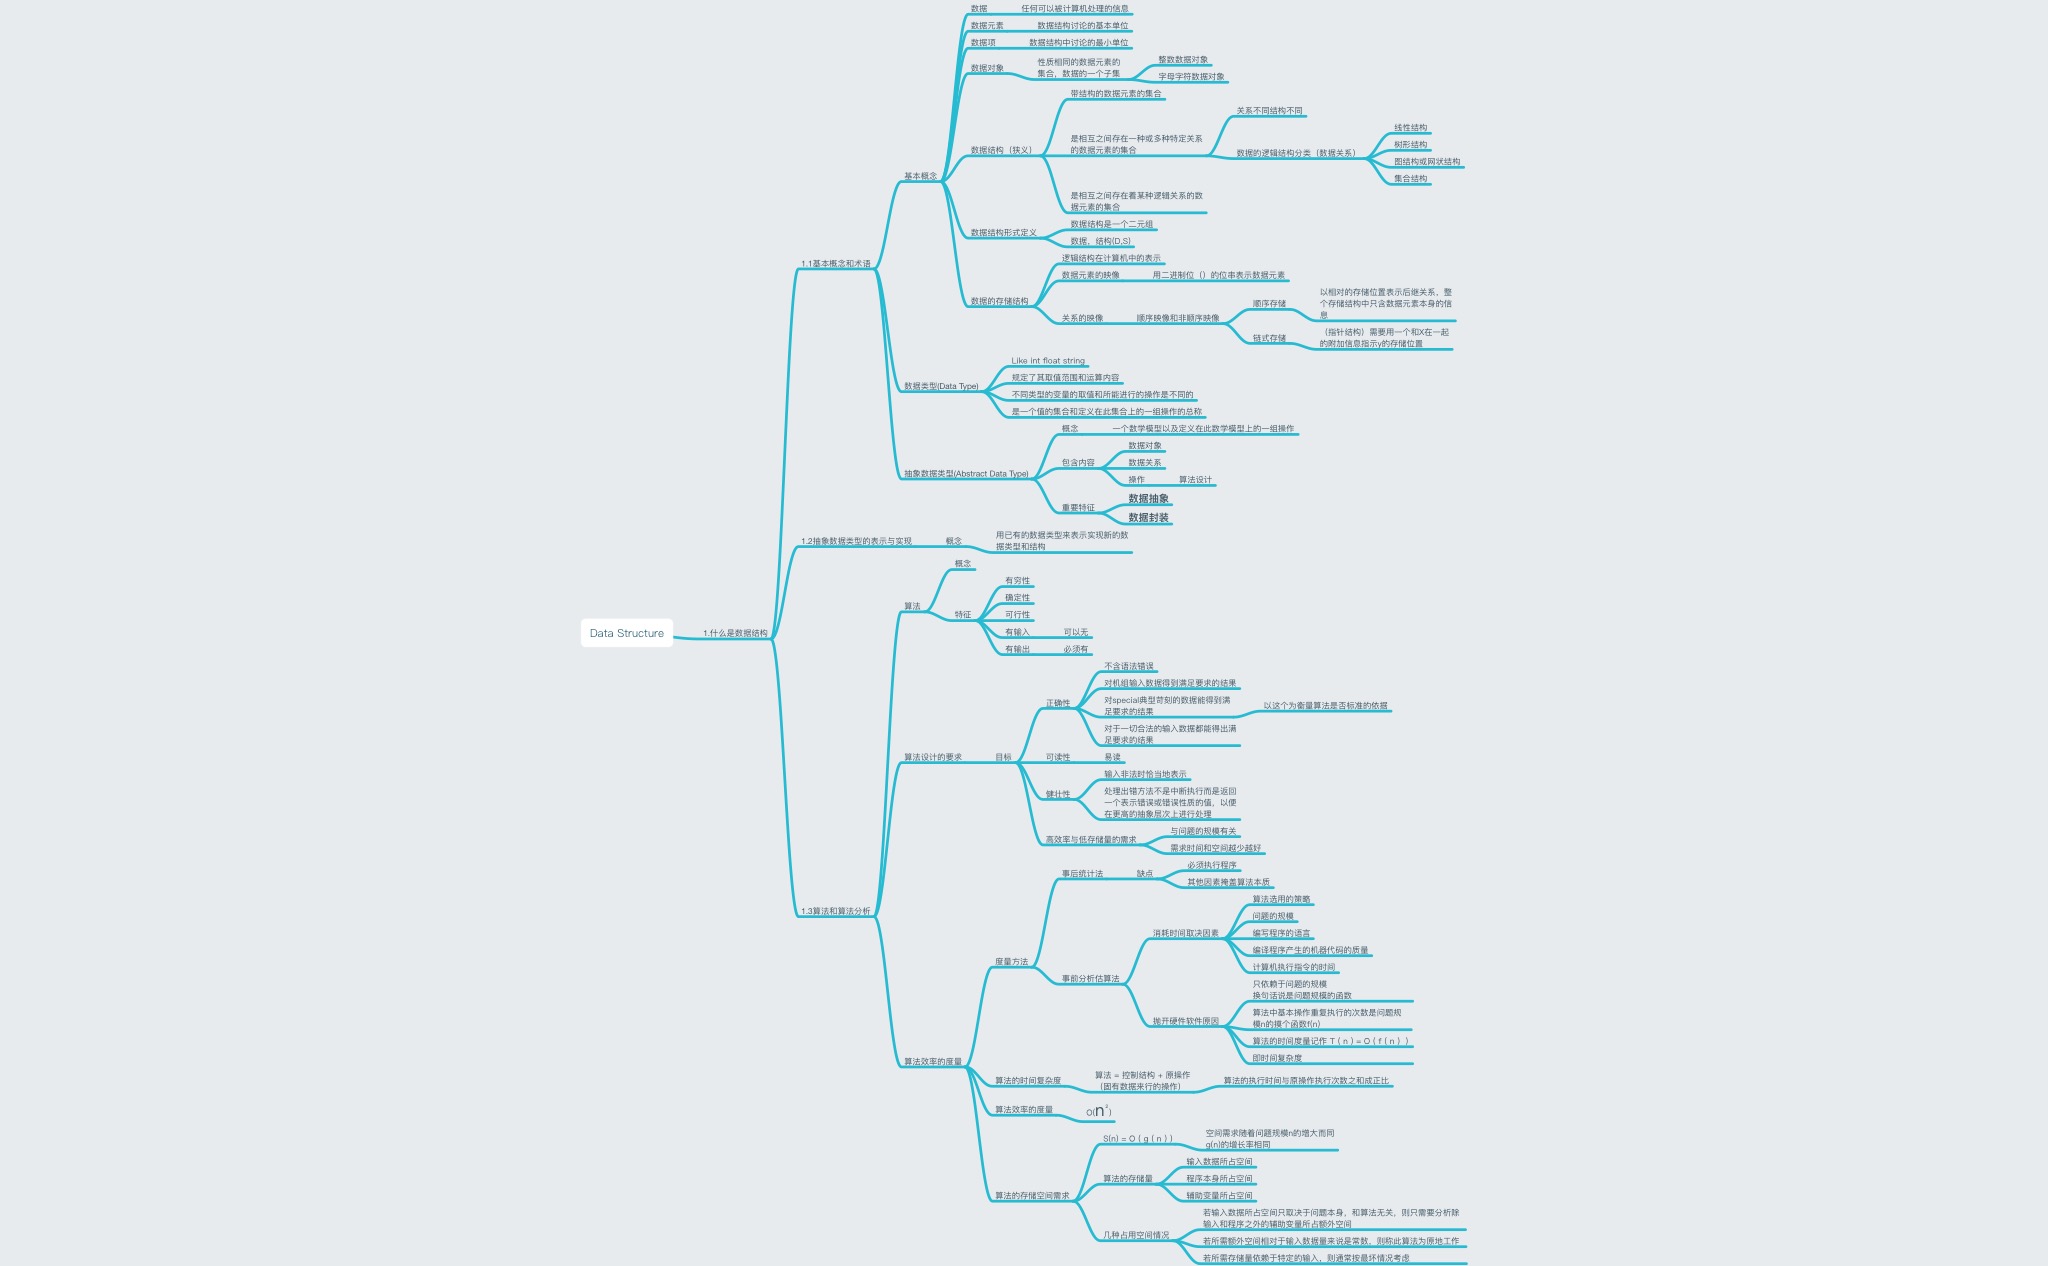 Data Structure
1.什么是数据结构
1.1基本概念和术语
基本概念
数据
任何可以被计算机处理的信息
数据元素
数据结构讨论的基本单位
数据项
数据结构中讨论的最小单位
数据对象
性质相同的数据元素的
集合，数据的一个子集
整数数据对象
字母字符数据对象
数据结构（狭义）
带结构的数据元素的集合
是相互之间存在一种或多种特定关系
的数据元素的集合
关系不同结构不同
数据的逻辑结构分类（数据关系）
线性结构
树形结构
图结构或网状结构
集合结构
是相互之间存在着某种逻辑关系的数
据元素的集合
数据结构形式定义
数据结构是一个二元组
数据，结构(D,S)
数据的存储结构
逻辑结构在计算机中的表示
数据元素的映像
用二进制位（）的位串表示数据元素
关系的映像
顺序映像和非顺序映像
顺序存储
以相对的存储位置表示后继关系、整
个存储结构中只含数据元素本身的信
息
链式存储
（指针结构）需要用一个和X在一起
的附加信息指示y的存储位置
数据类型(Data Type)
Like int float string
规定了其取值范围和运算内容
不同类型的变量的取值和所能进行的操作是不同的
是一个值的集合和定义在此集合上的一组操作的总称
抽象数据类型(Abstract Data Type)
概念
一个数学模型以及定义在此数学模型上的一组操作
包含内容
数据对象
数据关系
操作
算法设计
重要特征
数据抽象
数据封装
1.2抽象数据类型的表示与实现
概念
用已有的数据类型来表示实现新的数
据类型和结构
1.3算法和算法分析
算法
概念
特征
有穷性
确定性
可行性
有输入
可以无
有输出
必须有
算法设计的要求
目标
正确性
不含语法错误
对机组输入数据得到满足要求的结果
对special典型苛刻的数据能得到满
足要求的结果
以这个为衡量算法是否标准的依据
对于一切合法的输入数据都能得出满
足要求的结果
可读性
易读
健壮性
输入非法时恰当地表示
处理出错方法不是中断执行而是返回
一个表示错误或错误性质的值，以便
在更高的抽象层次上进行处理
高效率与低存储量的需求
与问题的规模有关
需求时间和空间越少越好
算法效率的度量
度量方法
事后统计法
缺点
必须执行程序
其他因素掩盖算法本质
事前分析估算法
消耗时间取决因素
算法选用的策略
问题的规模
编写程序的语言
编译程序产生的机器代码的质量
计算机执行指令的时间
抛开硬件软件原因
只依赖于问题的规模
换句话说是问题规模的函数
算法中基本操作重复执行的次数是问题规
模n的摸个函数f(n)
算法的时间度量记作 T ( n ) = O ( f ( n ) )
即时间复杂度
算法的时间复杂度
算法 = 控制结构 + 原操作
（固有数据来行的操作）
算法的执行时间与原操作执行次数之和成正比
算法效率的度量
O(n²)
算法的存储空间需求
S(n) = O ( g ( n ) )
空间需求随着问题规模n的增大而同
g(n)的增长率相同
算法的存储量
输入数据所占空间
程序本身所占空间
辅助变量所占空间
几种占用空间情况
若输入数据所占空间只取决于问题本身，和算法无关，则只需要分析除
输入和程序之外的辅助变量所占额外空间
若所需额外空间相对于输入数据量来说是常数，则称此算法为原地工作
若所需存储量依赖于特定的输入，则通常按最坏情况考虑